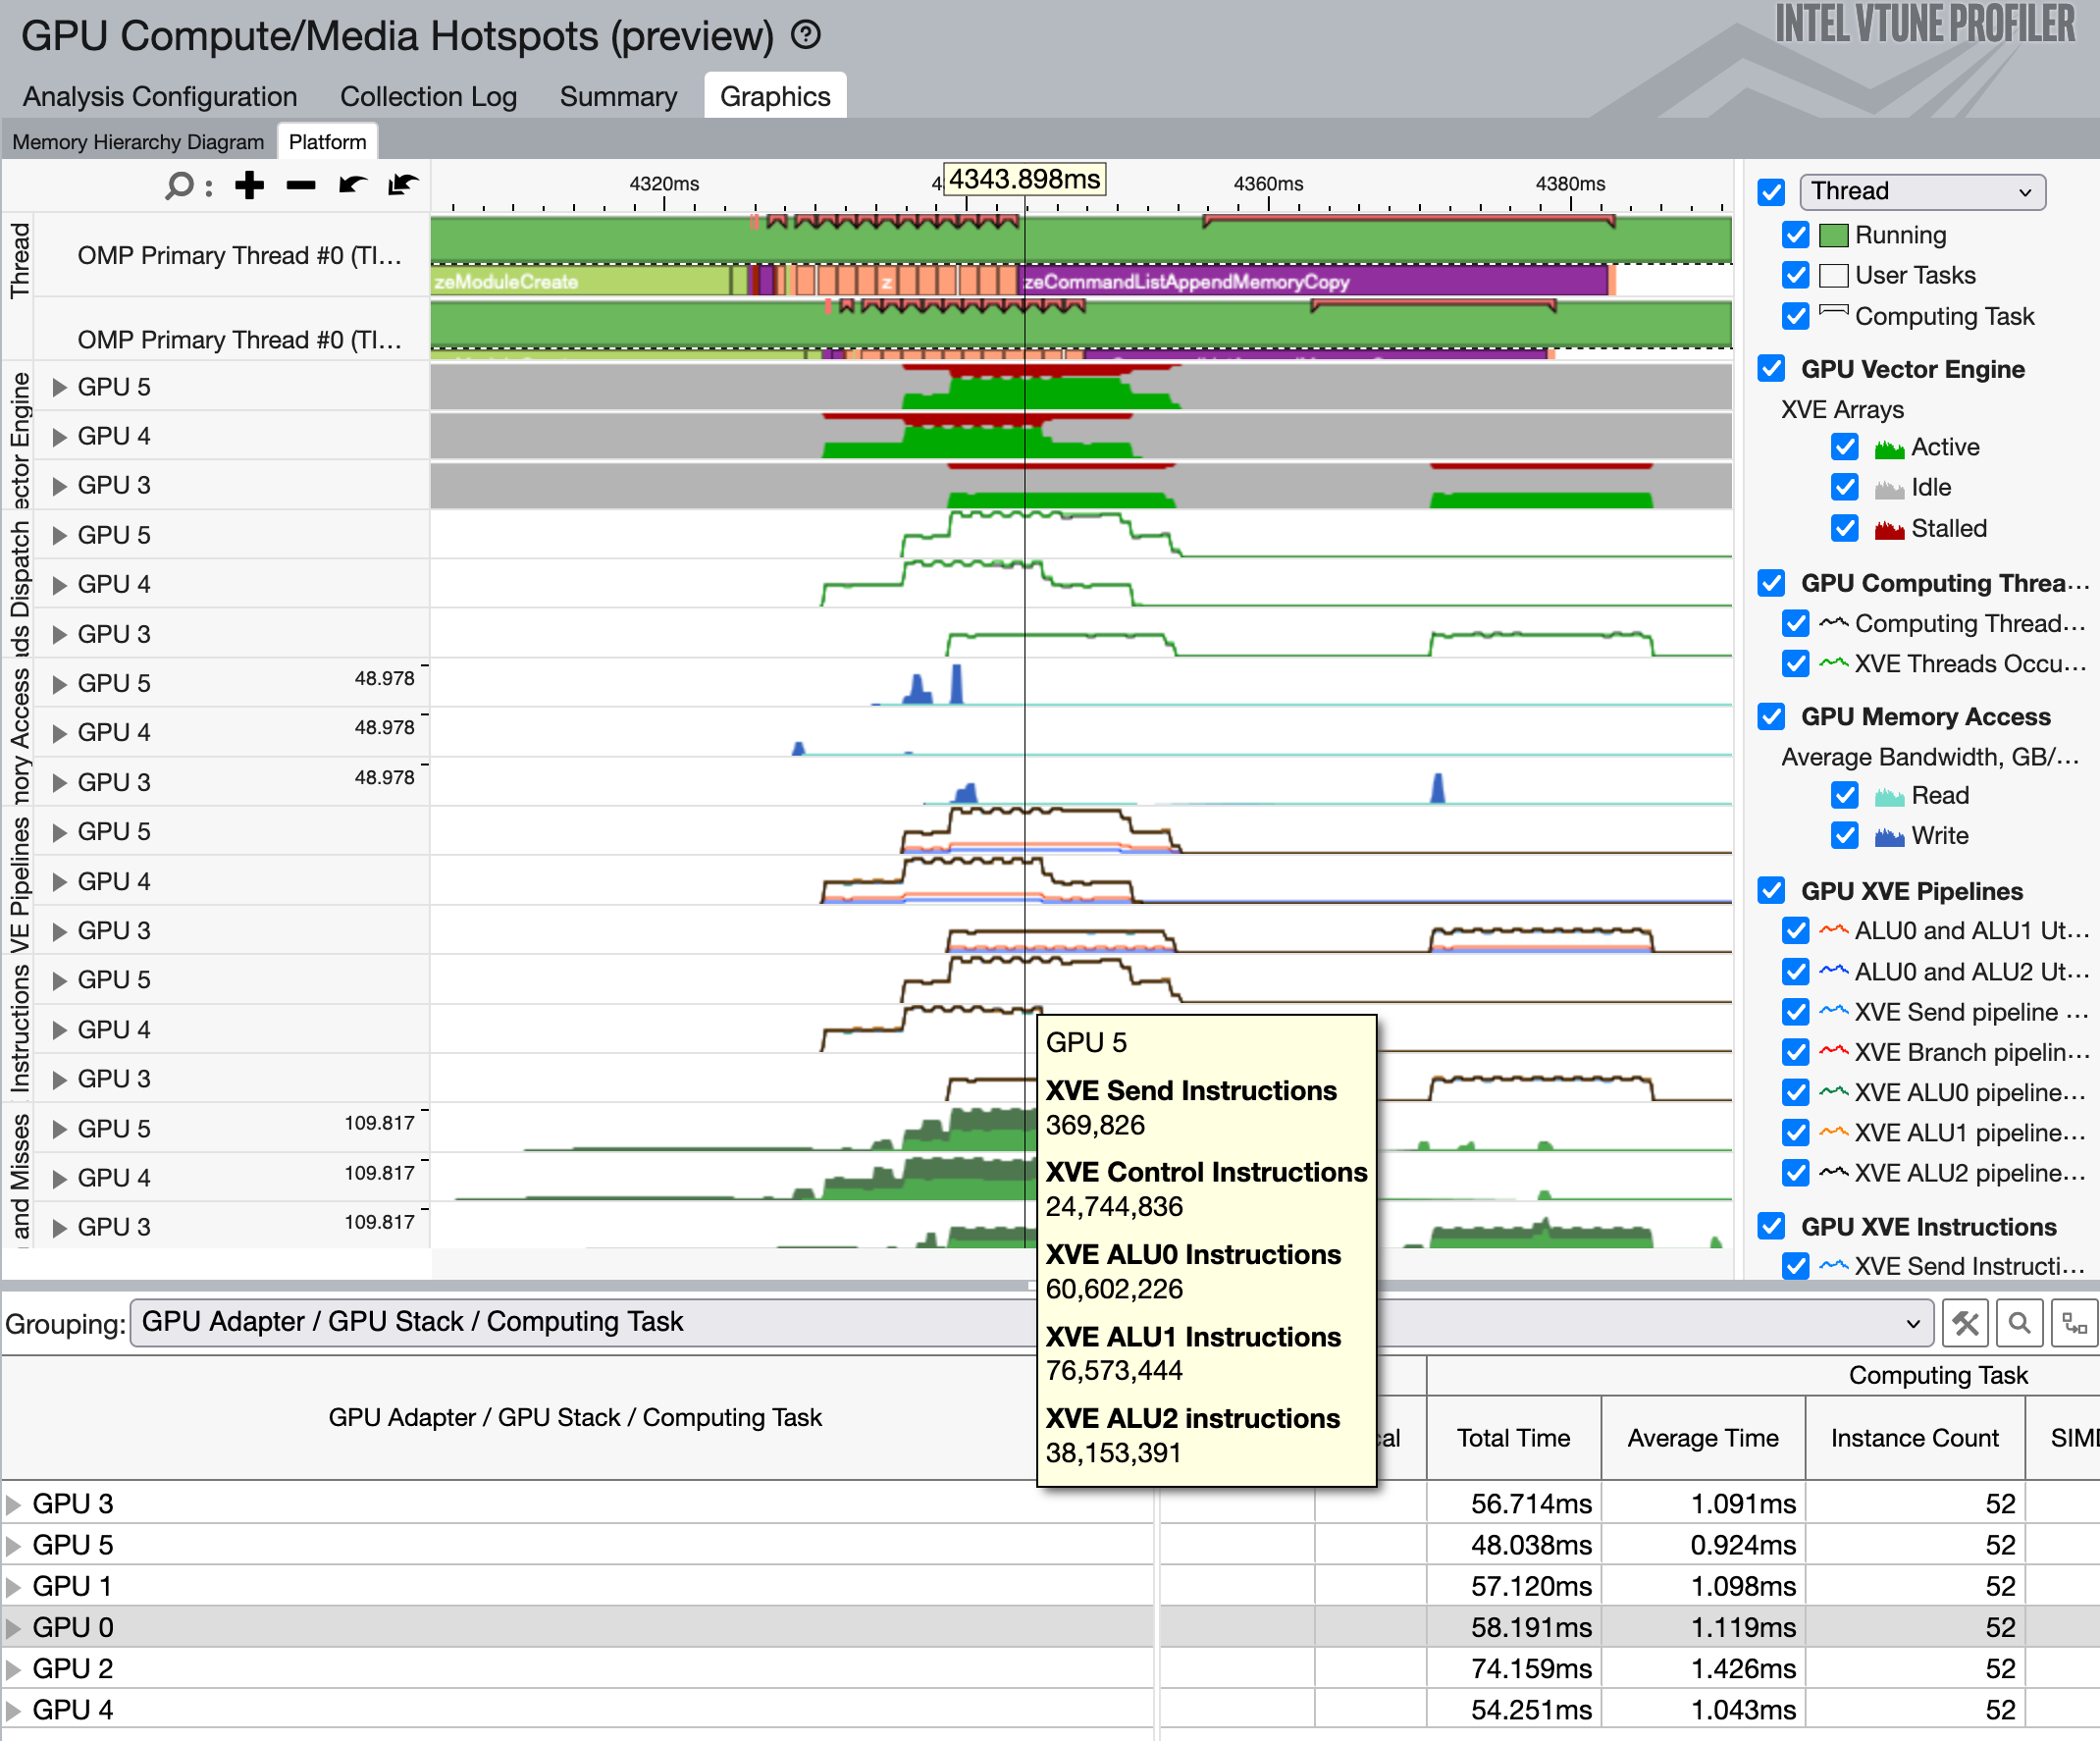 GPU Compute/Media Hotspots (preview) ?
INTEL VTUNE PROFILER
Analysis Configuration Collection Log Summary Graphics
Memory Hierarchy Diagram Platform
4320ms 4343.898ms 4360ms 4380ms
Thread
OMP Primary Thread #0 (TI...
zeModuleCreate z zeCommandListAppendMemoryCopy
OMP Primary Thread #0 (TI...
ector Engine
GPU 5
GPU 4
GPU 3
ads Dispatch
GPU 5
GPU 4
GPU 3
mory Access
GPU 5 48.978
GPU 4 48.978
GPU 3 48.978
VE Pipelines
GPU 5
GPU 4
GPU 3
Instructions
GPU 5
GPU 4
GPU 3
and Misses
GPU 5 109.817
GPU 4 109.817
GPU 3 109.817
GPU 5
XVE Send Instructions
369,826
XVE Control Instructions
24,744,836
XVE ALU0 Instructions
60,602,226
XVE ALU1 Instructions
76,573,444
XVE ALU2 instructions
38,153,391
Thread
Running
User Tasks
Computing Task
GPU Vector Engine
XVE Arrays
Active
Idle
Stalled
GPU Computing Threa...
Computing Thread...
XVE Threads Occu...
GPU Memory Access
Average Bandwidth, GB/...
Read
Write
GPU XVE Pipelines
ALU0 and ALU1 Ut...
ALU0 and ALU2 Ut...
XVE Send pipeline ...
XVE Branch pipelin...
XVE ALU0 pipeline...
XVE ALU1 pipeline...
XVE ALU2 pipeline...
GPU XVE Instructions
XVE Send Instructi...
Grouping: GPU Adapter / GPU Stack / Computing Task
Computing Task
GPU Adapter / GPU Stack / Computing Task Total Time Average Time Instance Count SIM
GPU 3 56.714ms 1.091ms 52
GPU 5 48.038ms 0.924ms 52
GPU 1 57.120ms 1.098ms 52
GPU 0 58.191ms 1.119ms 52
GPU 2 74.159ms 1.426ms 52
GPU 4 54.251ms 1.043ms 52